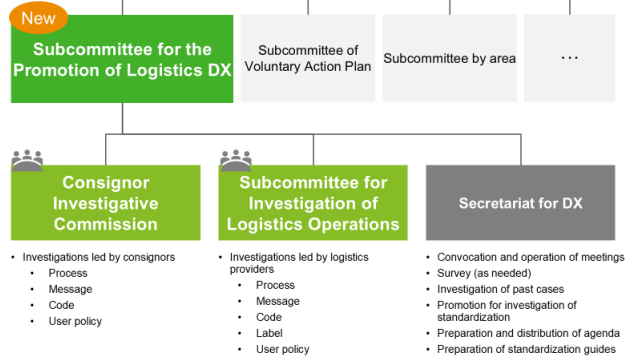 New
Subcommittee for the
Promotion of Logistics DX
Subcommittee of
Voluntary Action Plan
Subcommittee by area
...
Consignor
Investigative
Commission
Subcommittee for
Investigation of
Logistics Operations
Secretariat for DX
• Investigations led by consignors
• Process
• Message
• Code
• User policy
• Investigations led by logistics
providers
• Process
• Message
• Code
• Label
• User policy
• Convocation and operation of meetings
• Survey (as needed)
• Investigation of past cases
• Promotion for investigation of
standardization
• Preparation and distribution of agenda
• Preparation of standardization guides